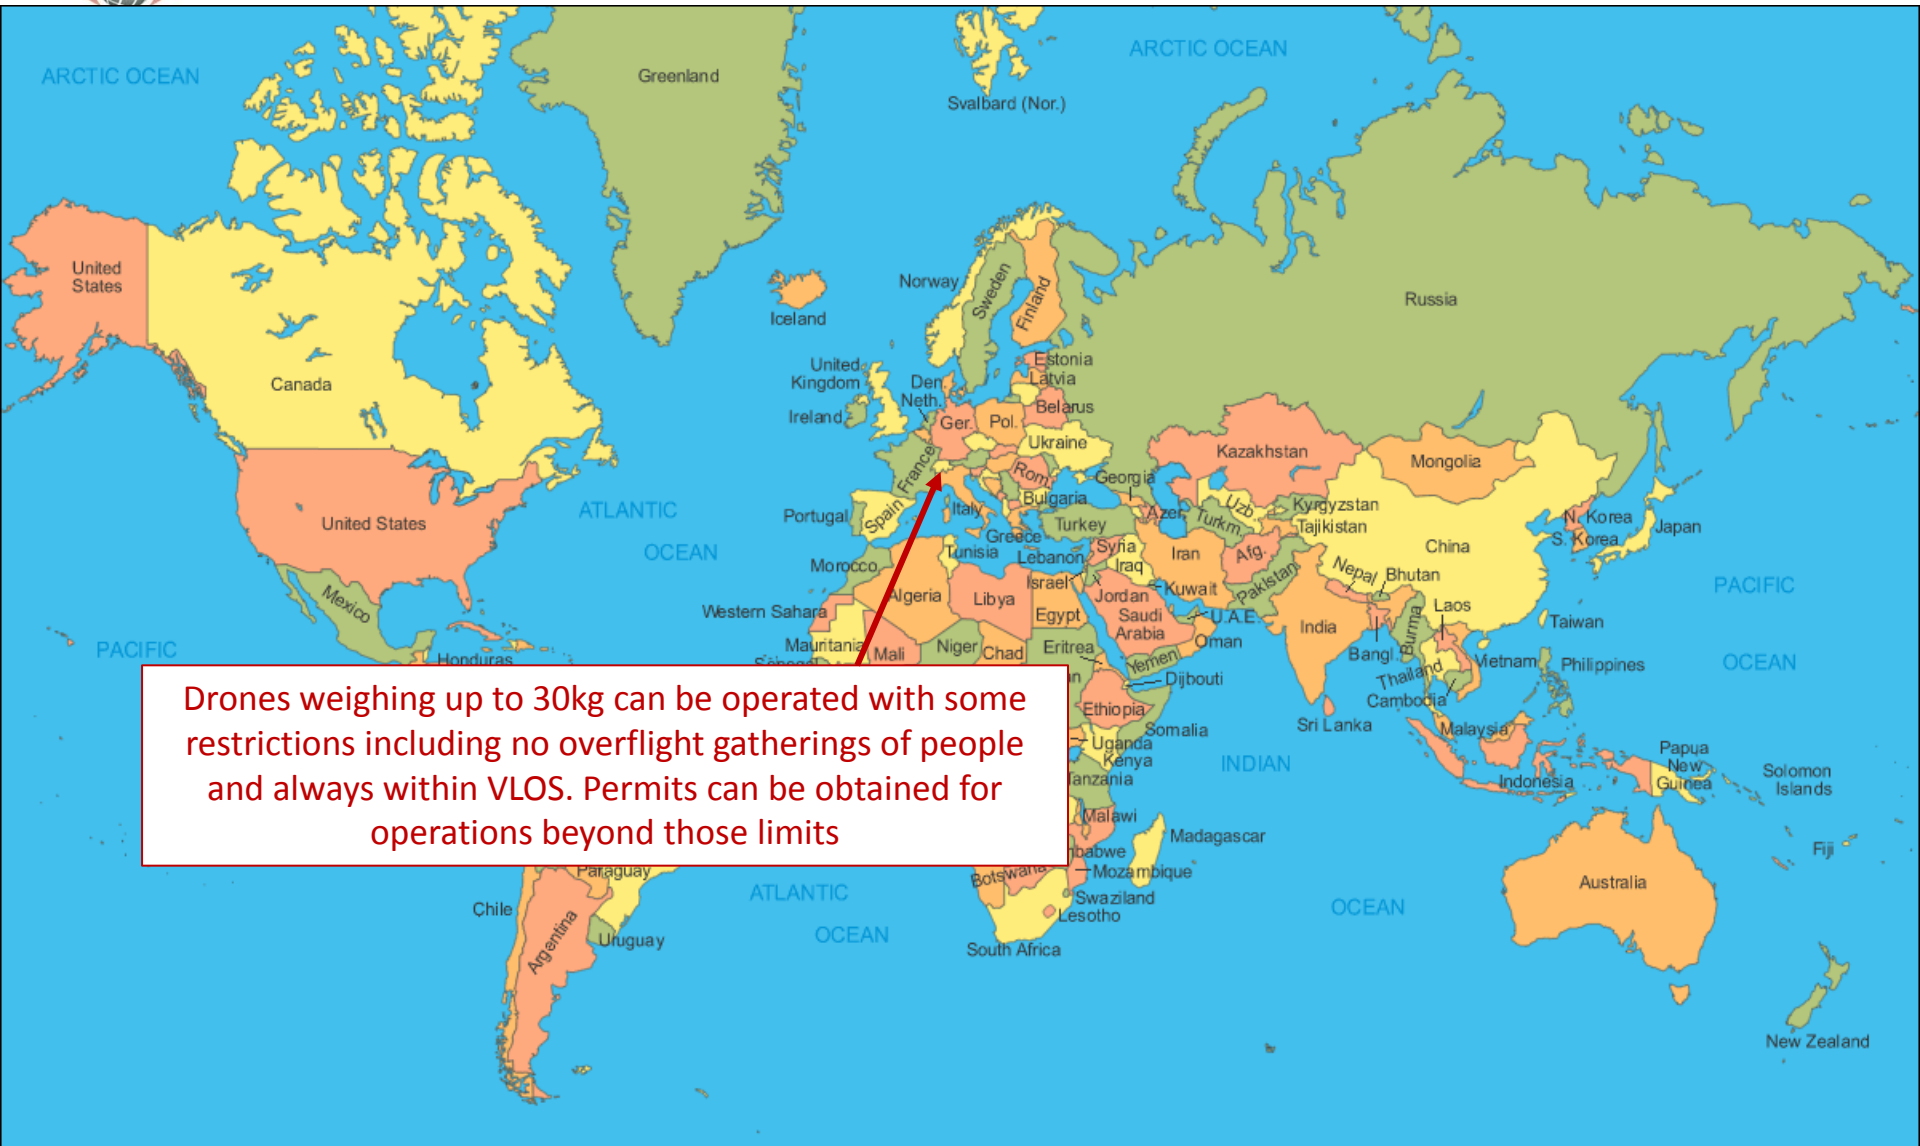 ARCTIC OCEAN
Greenland
ARCTIC OCEAN
Svalbard (Nor.)
United
States
Canada
Iceland
Norway
Sweden
Finland
Russia
Estonia
Latvia
Belarus
United
Kingdom
Den.
Neth.
Ireland
Ger.
Pol.
Ukraine
France
Rom.
Kazakhstan
Mongolia
Georgia
Bulgaria
Italy
Spain
Portugal
Greece
Turkey
Azer.
Turkm.
Uzb.
Kyrgyzstan
Tajikistan
China
N. Korea
S. Korea
Japan
United States
ATLANTIC
OCEAN
PACIFIC
OCEAN
Mexico
Honduras
PACIFIC
Morocco
Tunisia
Lebanon
Syria
Iraq
Iran
Afg.
Pakistan
Nepal
Bhutan
Israel
Jordan
Kuwait
Saudi
Arabia
U.A.E.
Oman
Yemen
Western Sahara
Algeria
Libya
Egypt
Mauritania
Mali
Niger
Chad
Eritrea
Djibouti
Ethiopia
Somalia
Uganda
Kenya
Tanzania
India
Bangl.
Burma
Laos
Thailand
Vietnam
Cambodia
Taiwan
Philippines
Sri Lanka
Malaysia
Indonesia
Papua
New
Guinea
Solomon
Islands
Fiji
INDIAN
OCEAN
Drones weighing up to 30kg can be operated with some
restrictions including no overflight gatherings of people
and always within VLOS. Permits can be obtained for
operations beyond those limits
Malawi
Madagascar
Mozambique
Botswana
Swaziland
Lesotho
South Africa
Paraguay
Chile
Argentina
Uruguay
ATLANTIC
OCEAN
Australia
New Zealand